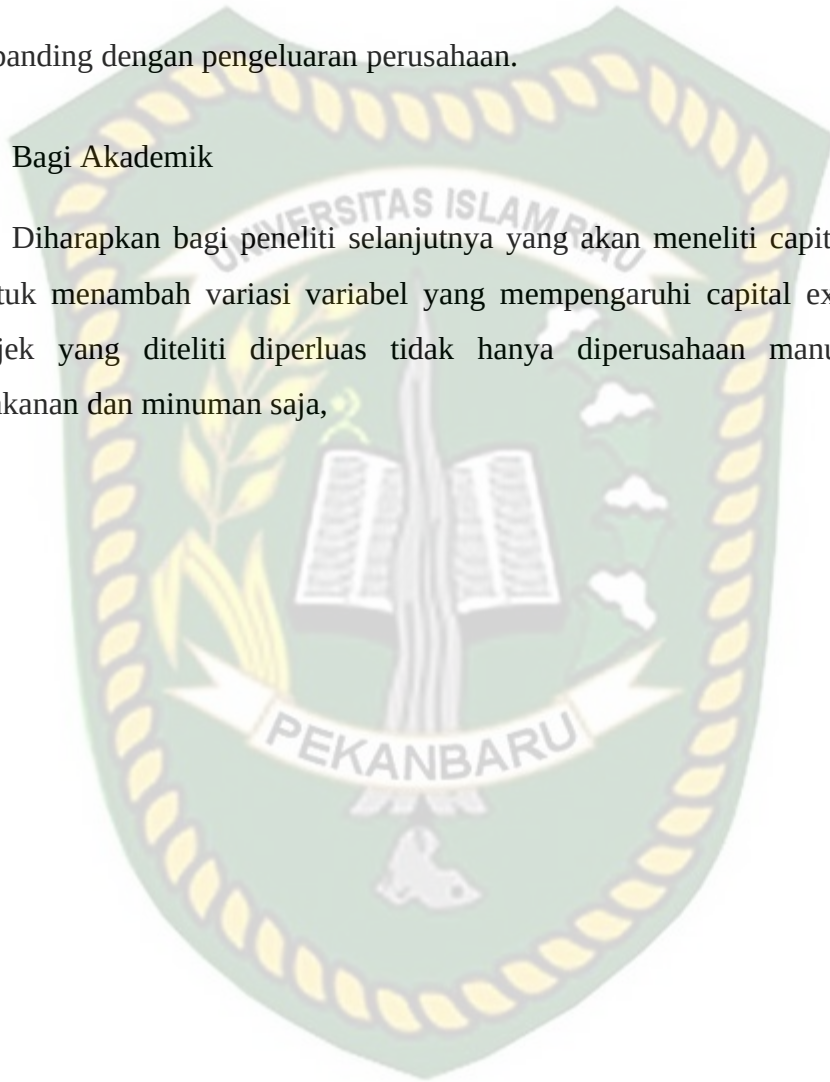 banding dengan pengeluaran perusahaan.
Bagi Akademik
UNIVERSITAS ISLAM RIAU
Diharapkan bagi peneliti selanjutnya yang akan meneliti capit
tuk menambah variasi variabel yang mempengaruhi capital ex
jek yang diteliti diperluas tidak hanya diperusahaan manu
akanan dan minuman saja,
PEKANBARU